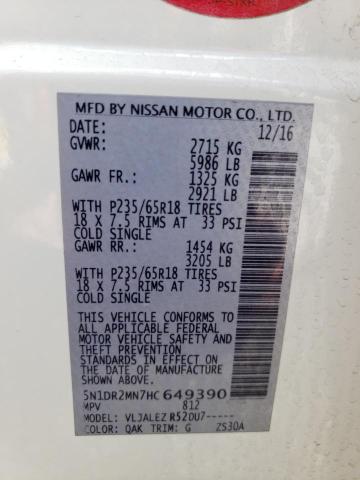 MFD BY NISSAN MOTOR CO., LTD.
DATE: 12/16
GVWR: 2715 KG
5986 LB
GAWR FR.: 1325 KG
2921 LB
WITH P235/65R18 TIRES
18 X 7.5 RIMS AT 33 PSI
COLD SINGLE
GAWR RR.: 1454 KG
3205 LB
WITH P235/65R18 TIRES
18 X 7.5 RIMS AT 33 PSI
COLD SINGLE
THIS VEHICLE CONFORMS TO
ALL APPLICABLE FEDERAL
MOTOR VEHICLE SAFETY AND
THEFT PREVENTION
STANDARDS IN EFFECT ON
THE DATE OF MANUFACTURE
SHOWN ABOVE.
5N1DR2MN7HC 649390
MPV 812
MODEL: VLJALEZ R52DU7-----
COLOR: QAK TRIM: G ZS30A